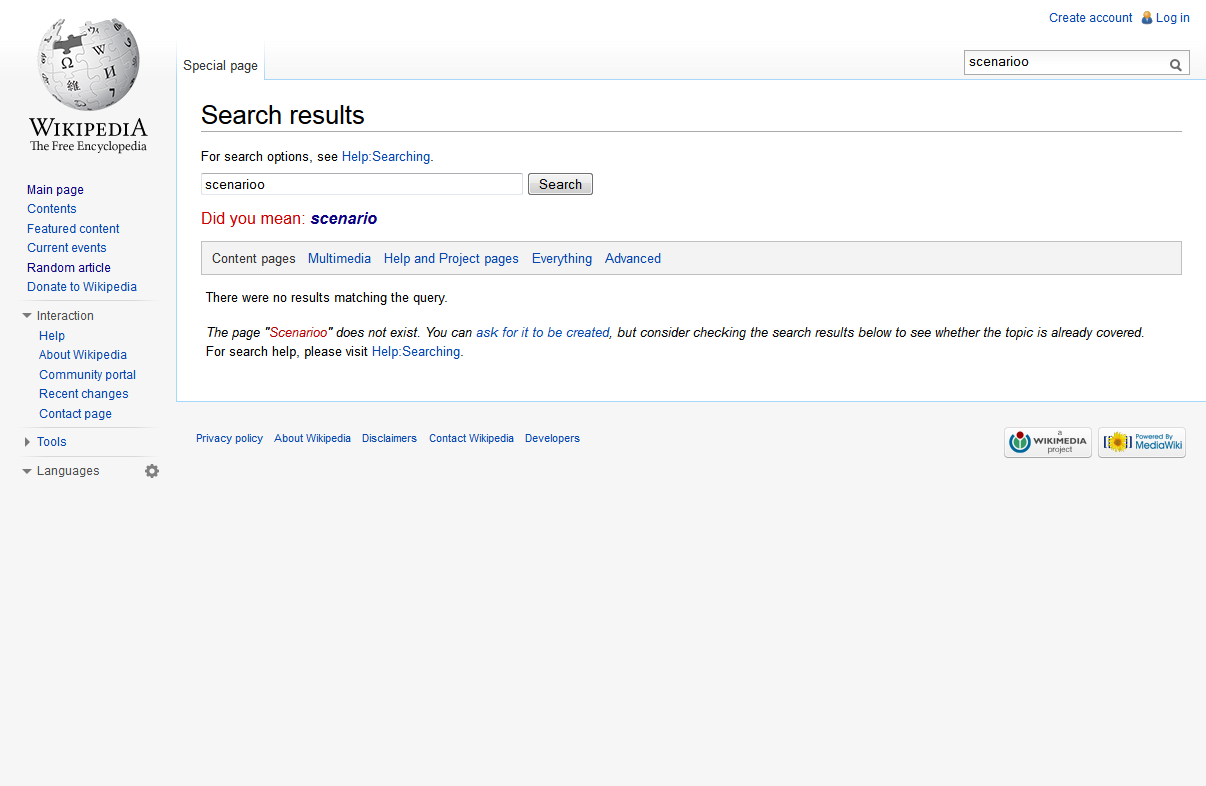 Create account Log in
Special page
scenarioo
Ω W И 維 7
WIKIPEDIA
The Free Encyclopedia
Main page
Contents
Featured content
Current events
Random article
Donate to Wikipedia
Interaction
Help
About Wikipedia
Community portal
Recent changes
Contact page
Tools
Languages
Search results
For search options, see Help:Searching.
scenarioo Search
Did you mean: scenario
Content pages Multimedia Help and Project pages Everything Advanced
There were no results matching the query.
The page "Scenarioo" does not exist. You can ask for it to be created, but consider checking the search results below to see whether the topic is already covered.
For search help, please visit Help:Searching.
Privacy policy About Wikipedia Disclaimers Contact Wikipedia Developers
a
WIKIMEDIA
project
Powered By
MediaWiki